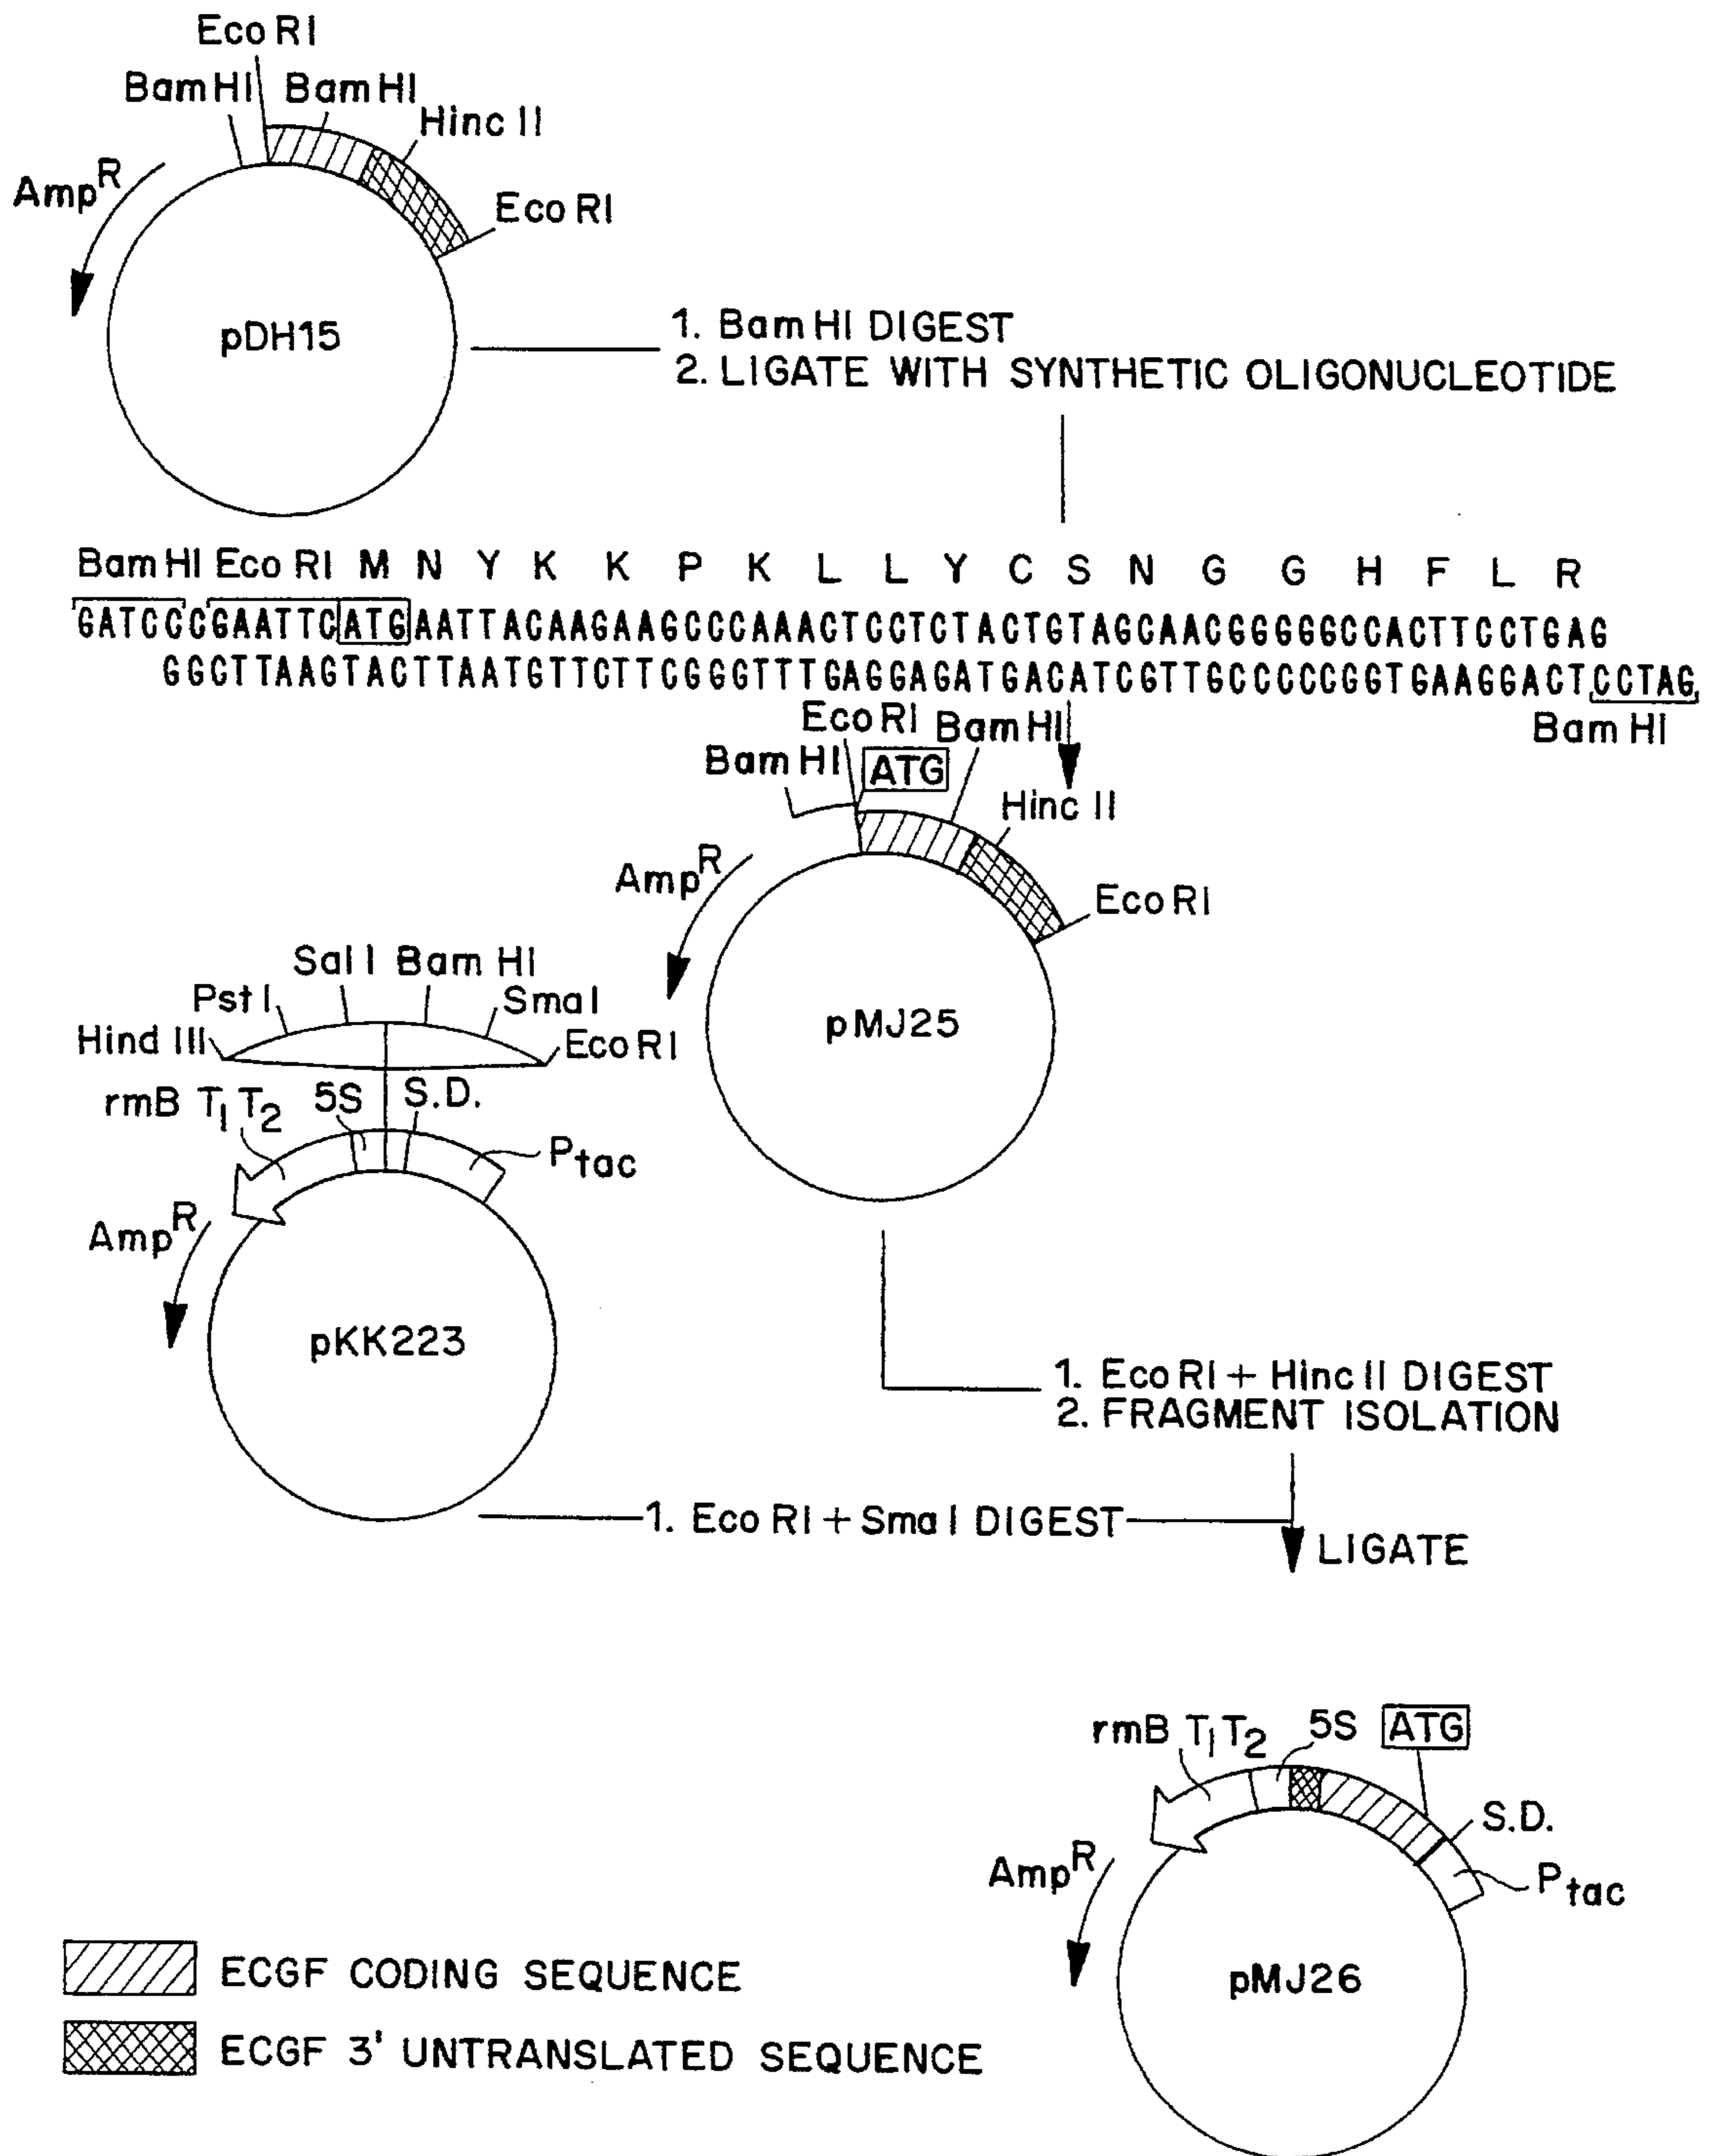 Eco RI
Bam HI Bam HI
Hinc II
Amp R
Eco RI
pDH15
1. Bam HI DIGEST
2. LIGATE WITH SYNTHETIC OLIGONUCLEOTIDE
Bam HI Eco RI M N Y K K P K L L Y C S N G G H F L R
GATCCCGAATTCATGAATTACAAGAAGCCCAAACTCCTCTACTGTAGCAACGGGGGCCACTTCCTGAG
GGCTTAAGTACTTAATGTTCTTCGGGTTTGAGGAGATGACATCGTTGCCCCCGGTGAAGGACTCCTAG
Bam HI
Eco RI Bam HI
Bam HI ATG
Hinc II
Amp R
Eco RI
pMJ25
Sal I Bam HI
Pst I Sma I
Hind III Eco RI
rmB T1 T2 5S S.D.
Ptac
Amp R
pKK223
1. Eco RI + Hinc II DIGEST
2. FRAGMENT ISOLATION
1. Eco RI + Sma I DIGEST
LIGATE
rmB T1 T2 5S ATG
S.D.
Amp R
Ptac
pMJ26
ECGF CODING SEQUENCE
ECGF 3' UNTRANSLATED SEQUENCE